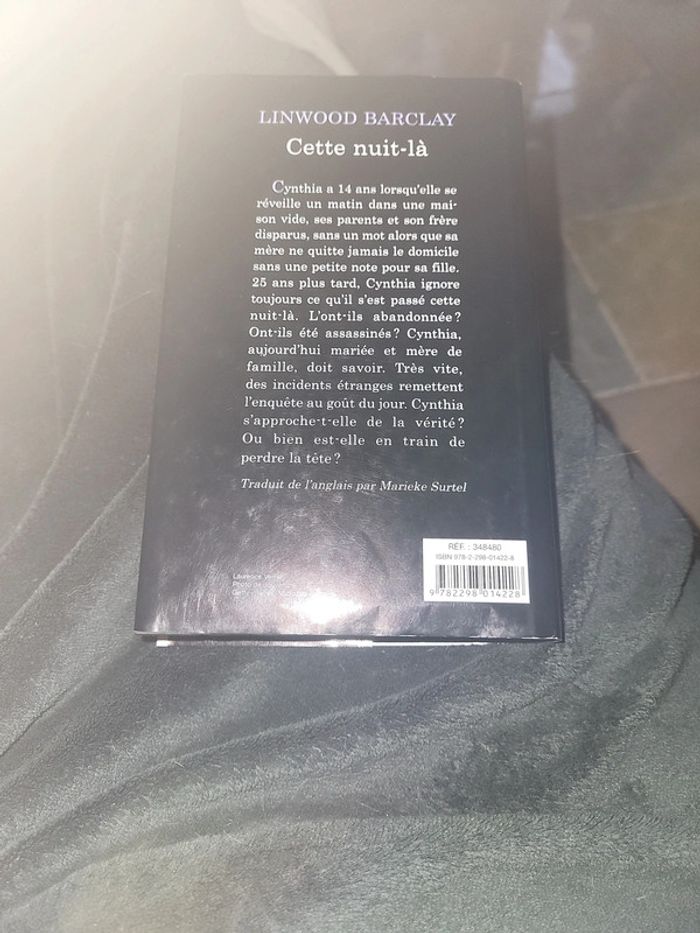 LINWOOD BARCLAY
Cette nuit-là
Cynthia a 14 ans lorsqu'elle se
réveille un matin dans une mai-
son vide, ses parents et son frère
disparus, sans un mot alors que sa
mère ne quitte jamais le domicile
sans une petite note pour sa fille.
25 ans plus tard, Cynthia ignore
toujours ce qu'il s'est passé cette
nuit-là. L'ont-ils abandonnée ?
Ont-ils été assassinés ? Cynthia,
aujourd'hui mariée et mère de
famille, doit savoir. Très vite,
des incidents étranges remettent
l'enquête au goût du jour. Cynthia
s'approche-t-elle de la vérité ?
Ou bien est-elle en train de
perdre la tête ?
Traduit de l'anglais par Marieke Surtel
RÉF. : 348480
ISBN 978-2-298-01422-8
9 782298 014228
Laurence
Photo de